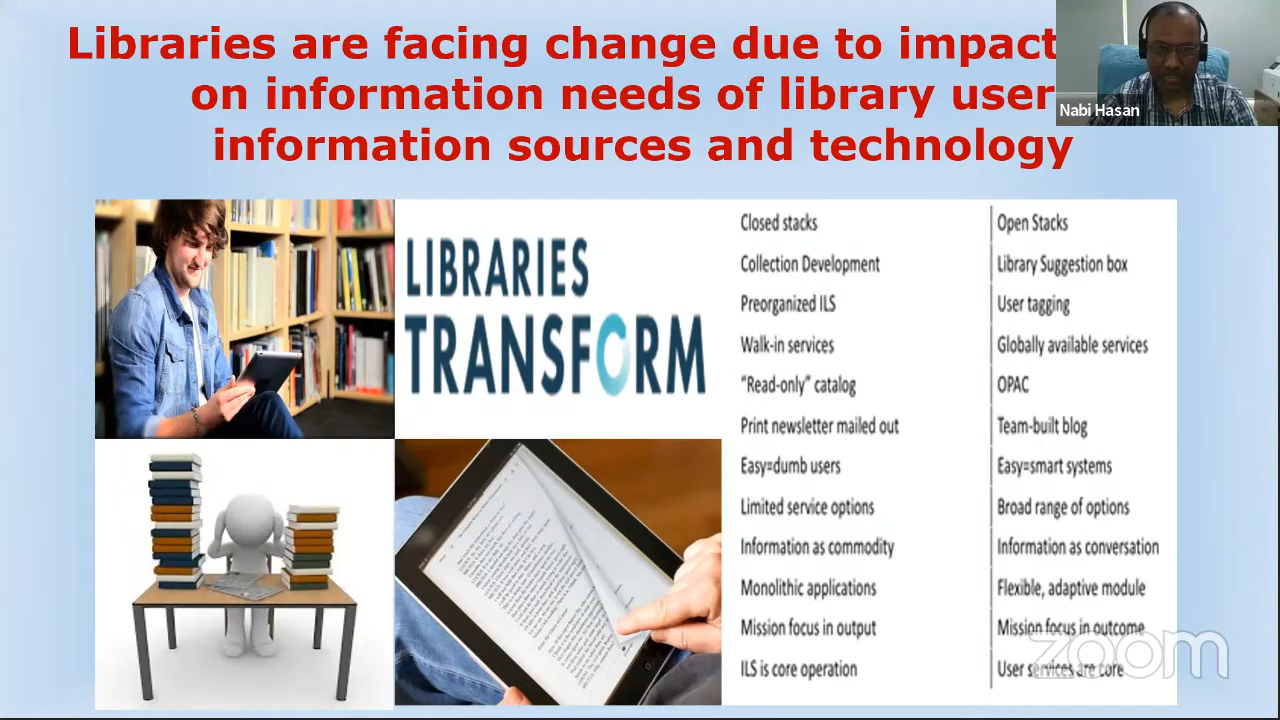 Libraries are facing change due to impact
on information needs of library user
information sources and technology
Nabi Hasan
LIBRARIES
TRANSFORM
Closed stacks
Open Stacks
Collection Development
Library Suggestion box
Preorganized ILS
User tagging
Walk-in services
Globally available services
“Read-only” catalog
OPAC
Print newsletter mailed out
Team-built blog
Easy=dumb users
Easy=smart systems
Limited service options
Broad range of options
Information as commodity
Information as conversation
Monolithic applications
Flexible, adaptive module
Mission focus in output
Mission focus in outcome
ILS is core operation
User services are core
zoom